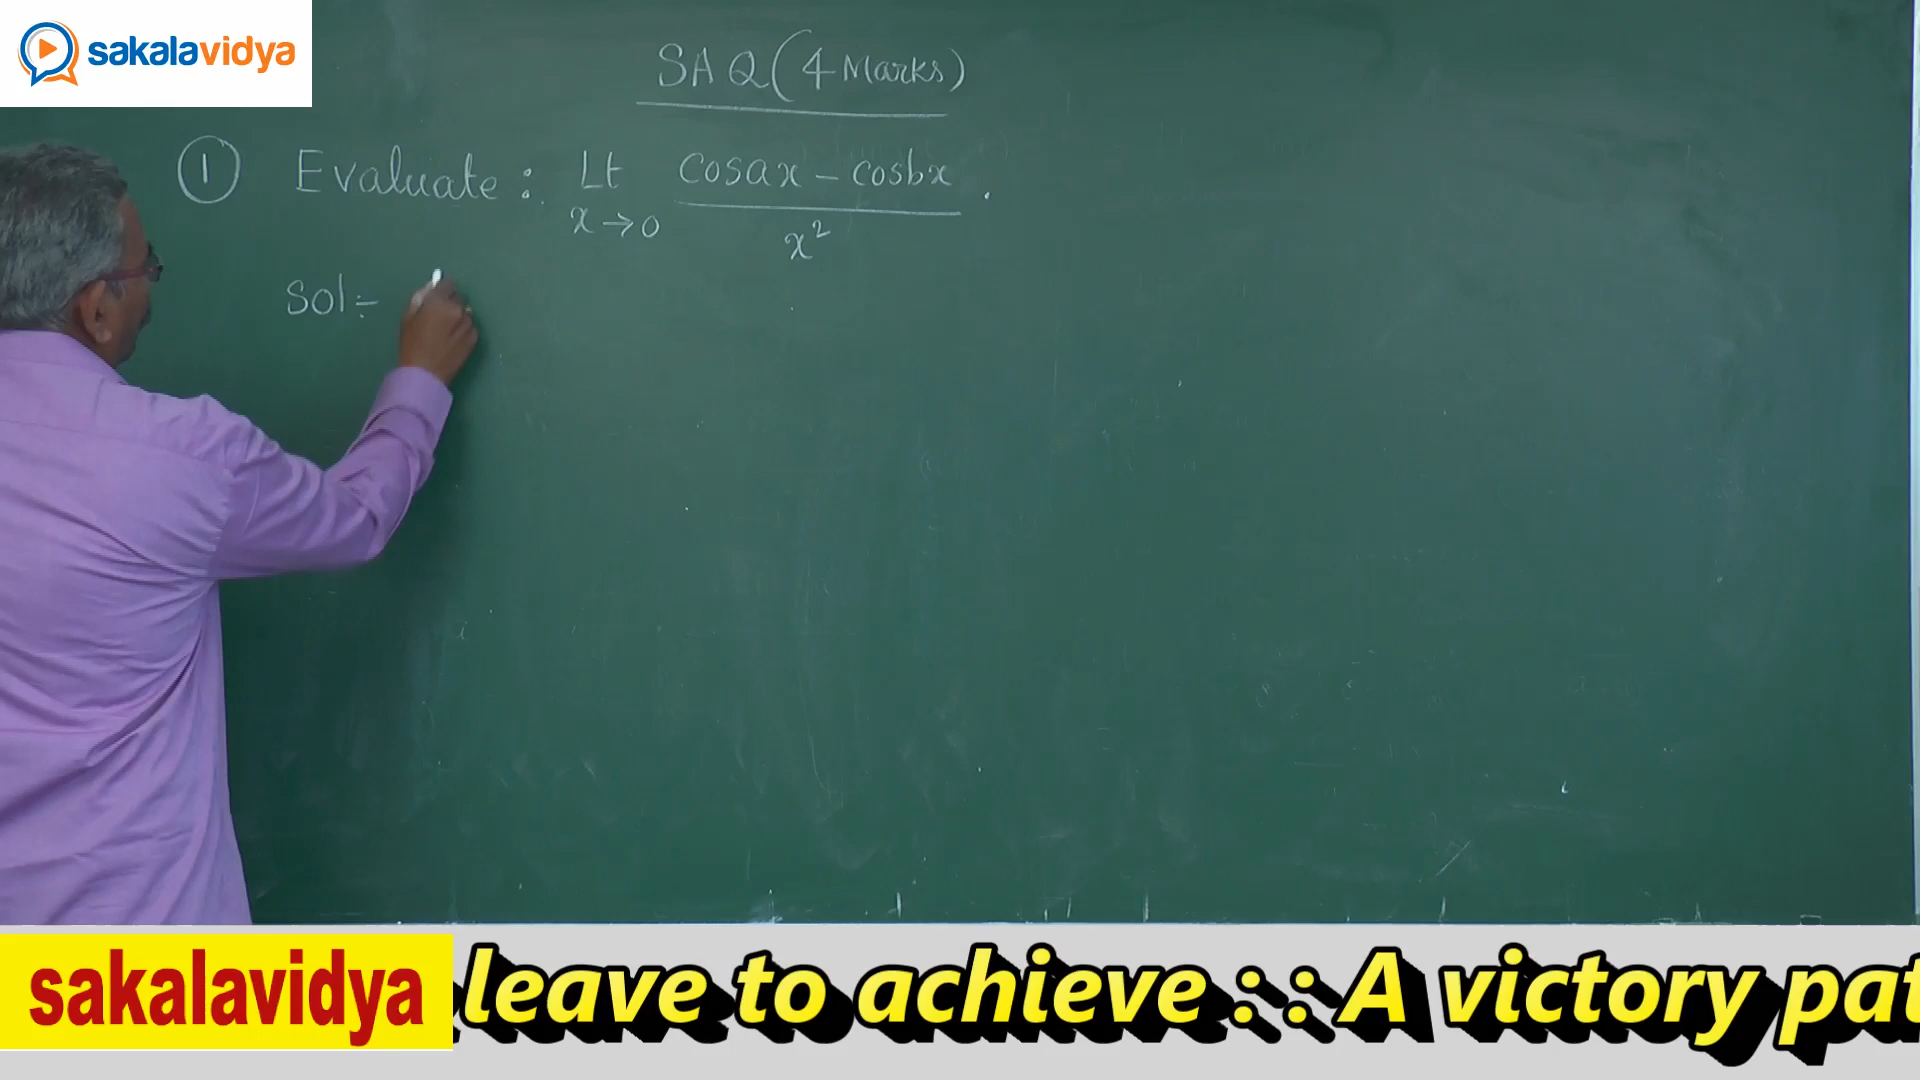 sakalavidya
SAQ (4 Marks)
① Evaluate : Lt x→0 cosax - cosbx / x² .
Sol:-
sakalavidya leave to achieve : : A victory pat